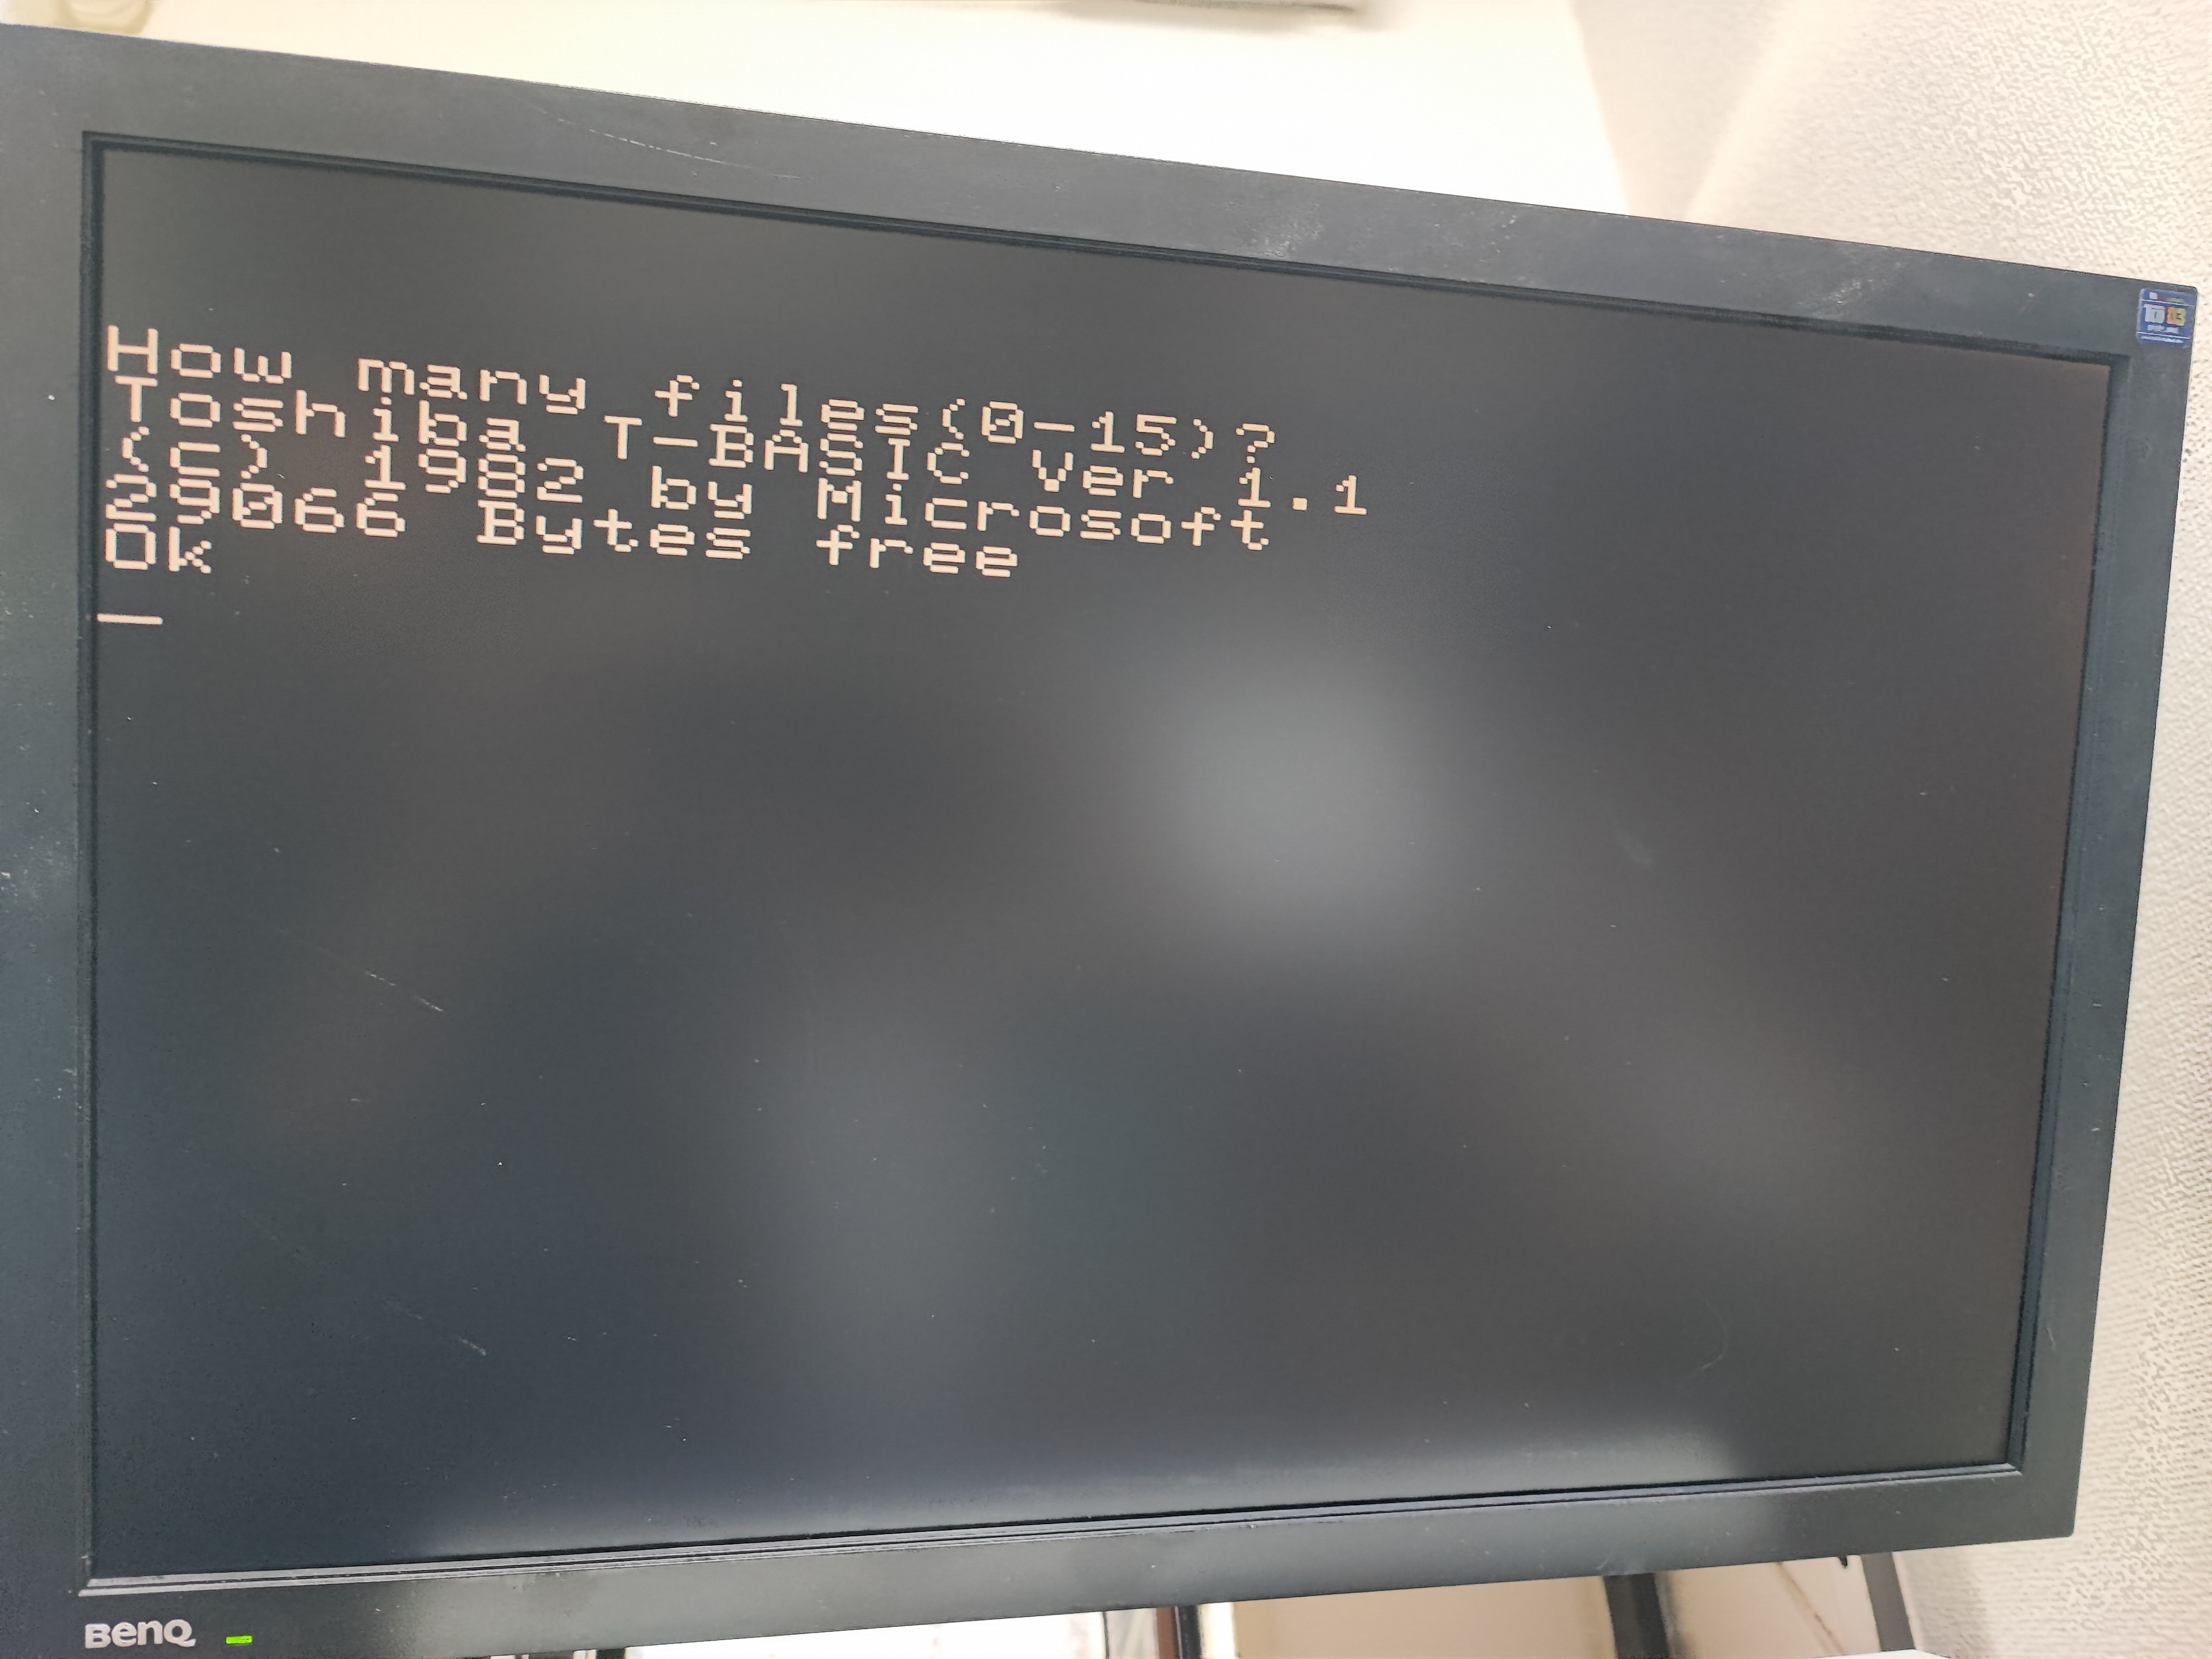 How many files(0-15)?
Toshiba T-BASIC Ver 1.1
(c) 1982 by Microsoft
29066 Bytes free
Ok
BenQ